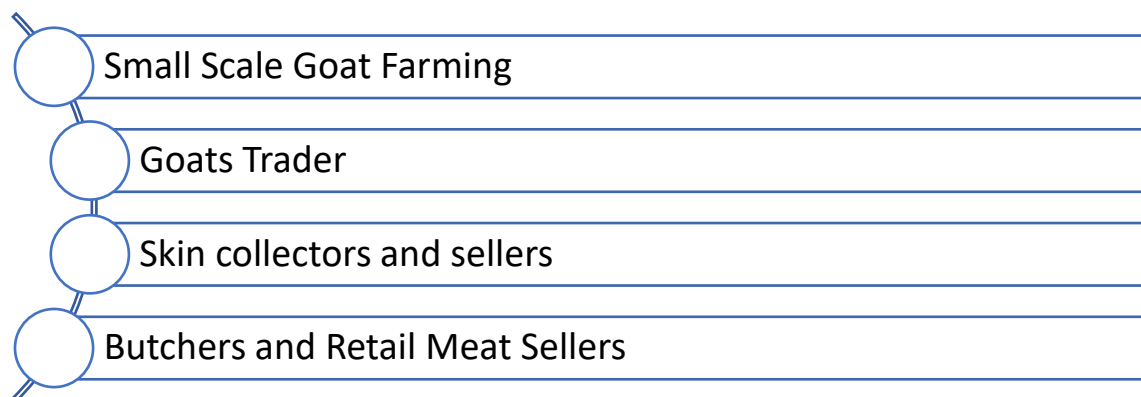 Small Scale Goat Farming
Goats Trader
Skin collectors and sellers
Butchers and Retail Meat Sellers